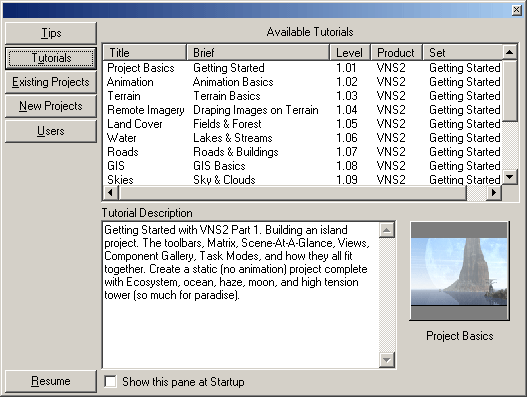 Tips
Tutorials
Existing Projects
New Projects
Users
Available Tutorials
Title Brief Level Product Set
Project Basics Getting Started 1.01 VNS2 Getting Started
Animation Animation Basics 1.02 VNS2 Getting Started
Terrain Terrain Basics 1.03 VNS2 Getting Started
Remote Imagery Draping Images on Terrain 1.04 VNS2 Getting Started
Land Cover Fields & Forest 1.05 VNS2 Getting Started
Water Lakes & Streams 1.06 VNS2 Getting Started
Roads Roads & Buildings 1.07 VNS2 Getting Started
GIS GIS Basics 1.08 VNS2 Getting Started
Skies Sky & Clouds 1.09 VNS2 Getting Started
Tutorial Description
Getting Started with VNS2 Part 1. Building an island
project. The toolbars, Matrix, Scene-At-A-Glance, Views,
Component Gallery, Task Modes, and how they all fit
together. Create a static (no animation) project complete
with Ecosystem, ocean, haze, moon, and high tension
tower (so much for paradise).
Project Basics
Resume
Show this pane at Startup